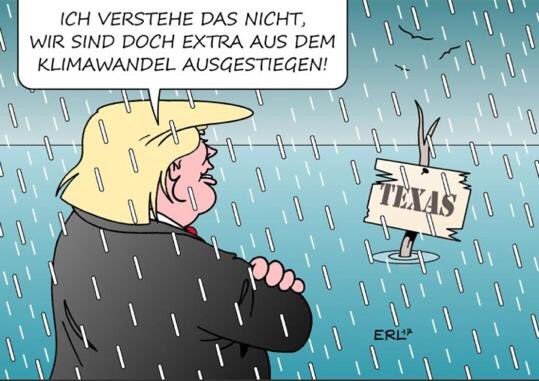 ICH VERSTEHE DAS NICHT,
WIR SIND DOCH EXTRA AUS DEM
KLIMAWANDEL AUSGESTIEGEN!
TEXAS
ERL17